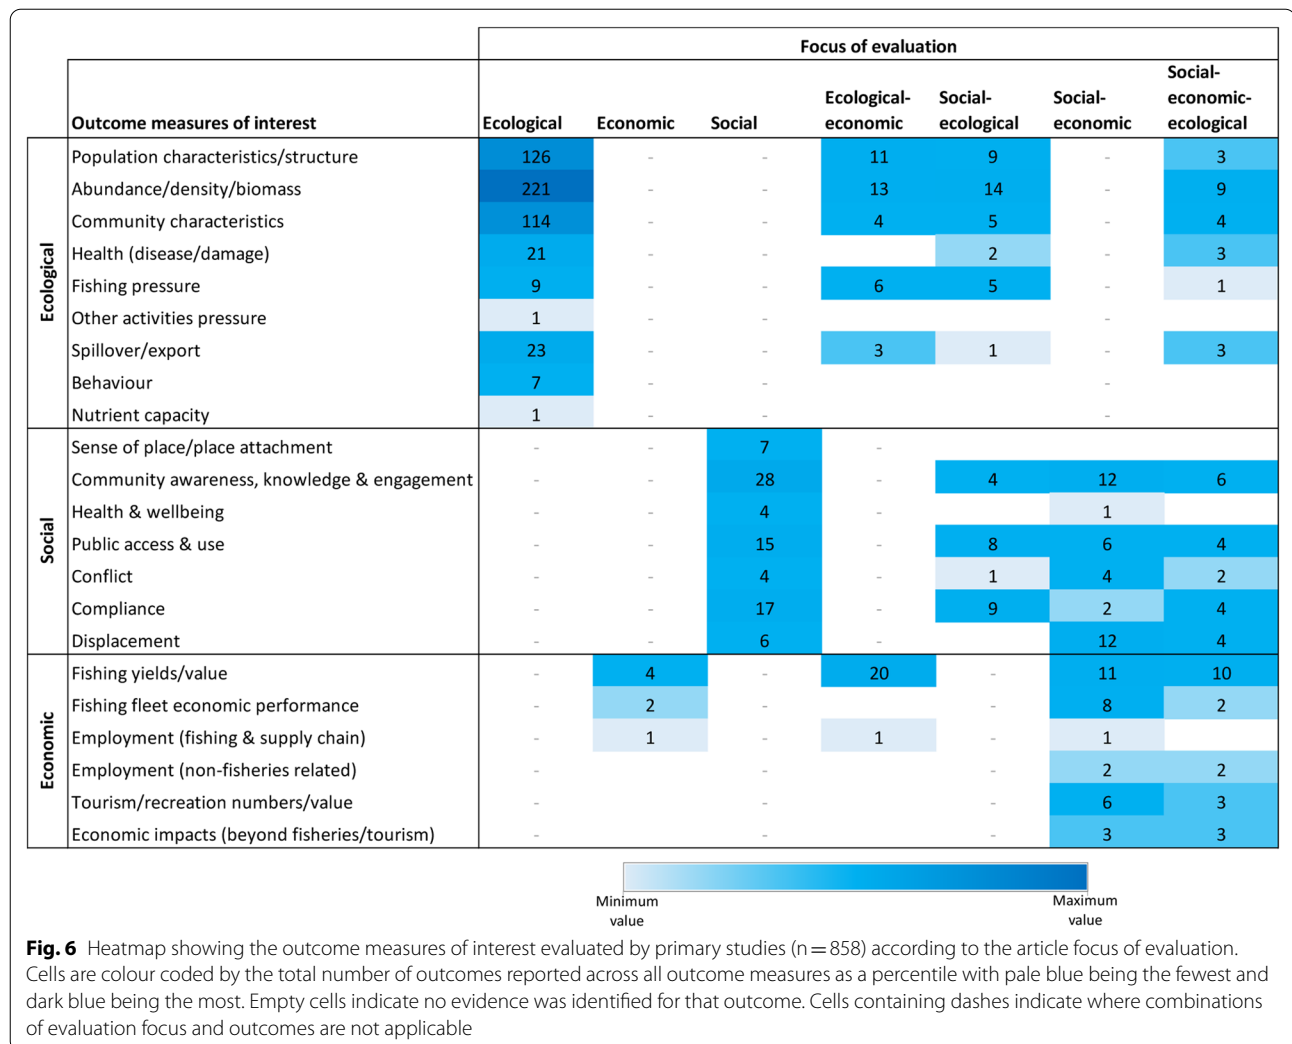 Focus of evaluation
Outcome measures of interest Ecological Economic Social Ecological-economic Social-ecological Social-economic Social-economic-ecological
Ecological
Population characteristics/structure 126 - - 11 9 - 3
Abundance/density/biomass 221 - - 13 14 - 9
Community characteristics 114 - - 4 5 - 4
Health (disease/damage) 21 - - 2 - 3
Fishing pressure 9 - - 6 5 - 1
Other activities pressure 1 - - -
Spillover/export 23 - - 3 1 - 3
Behaviour 7 - - -
Nutrient capacity 1 - - -
Social
Sense of place/place attachment - - 7 -
Community awareness, knowledge & engagement - - 28 - 4 12 6
Health & wellbeing - - 4 - 1
Public access & use - - 15 - 8 6 4
Conflict - - 4 - 1 4 2
Compliance - - 17 - 9 2 4
Displacement - - 6 - 12 4
Economic
Fishing yields/value - 4 - 20 - 11 10
Fishing fleet economic performance - 2 - - 8 2
Employment (fishing & supply chain) - 1 - 1 - 1
Employment (non-fisheries related) - - - 2 2
Tourism/recreation numbers/value - - - 6 3
Economic impacts (beyond fisheries/tourism) - - - 3 3
Minimum value
Maximum value
Fig. 6 Heatmap showing the outcome measures of interest evaluated by primary studies (n = 858) according to the article focus of evaluation.
Cells are colour coded by the total number of outcomes reported across all outcome measures as a percentile with pale blue being the fewest and
dark blue being the most. Empty cells indicate no evidence was identified for that outcome. Cells containing dashes indicate where combinations
of evaluation focus and outcomes are not applicable